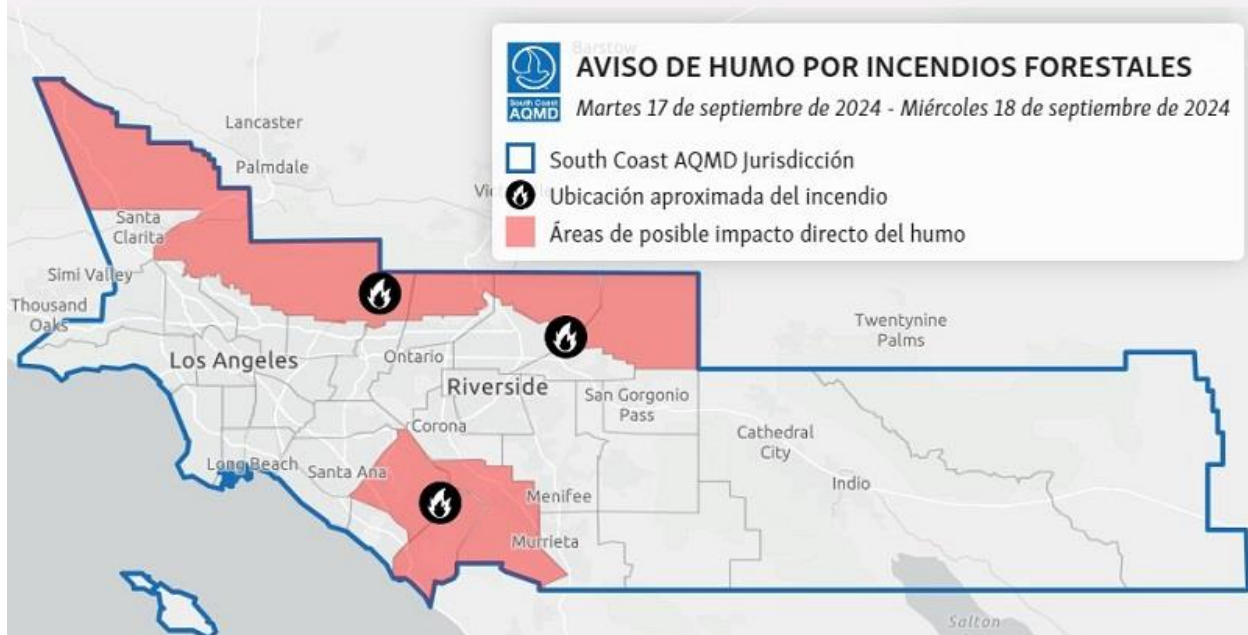 Barstow
South Coast
AQMD
AVISO DE HUMO POR INCENDIOS FORESTALES
Martes 17 de septiembre de 2024 - Miércoles 18 de septiembre de 2024
South Coast AQMD Jurisdicción
Ubicación aproximada del incendio
Áreas de posible impacto directo del humo
Lancaster
Palmdale
Santa
Clarita
Simi Valley
Thousand
Oaks
Twentynine
Palms
Los Angeles
Ontario
Riverside
San Gorgonio
Pass
Corona
Cathedral
City
Long Beach
Santa Ana
Indio
Menifee
Murrieta
Salton